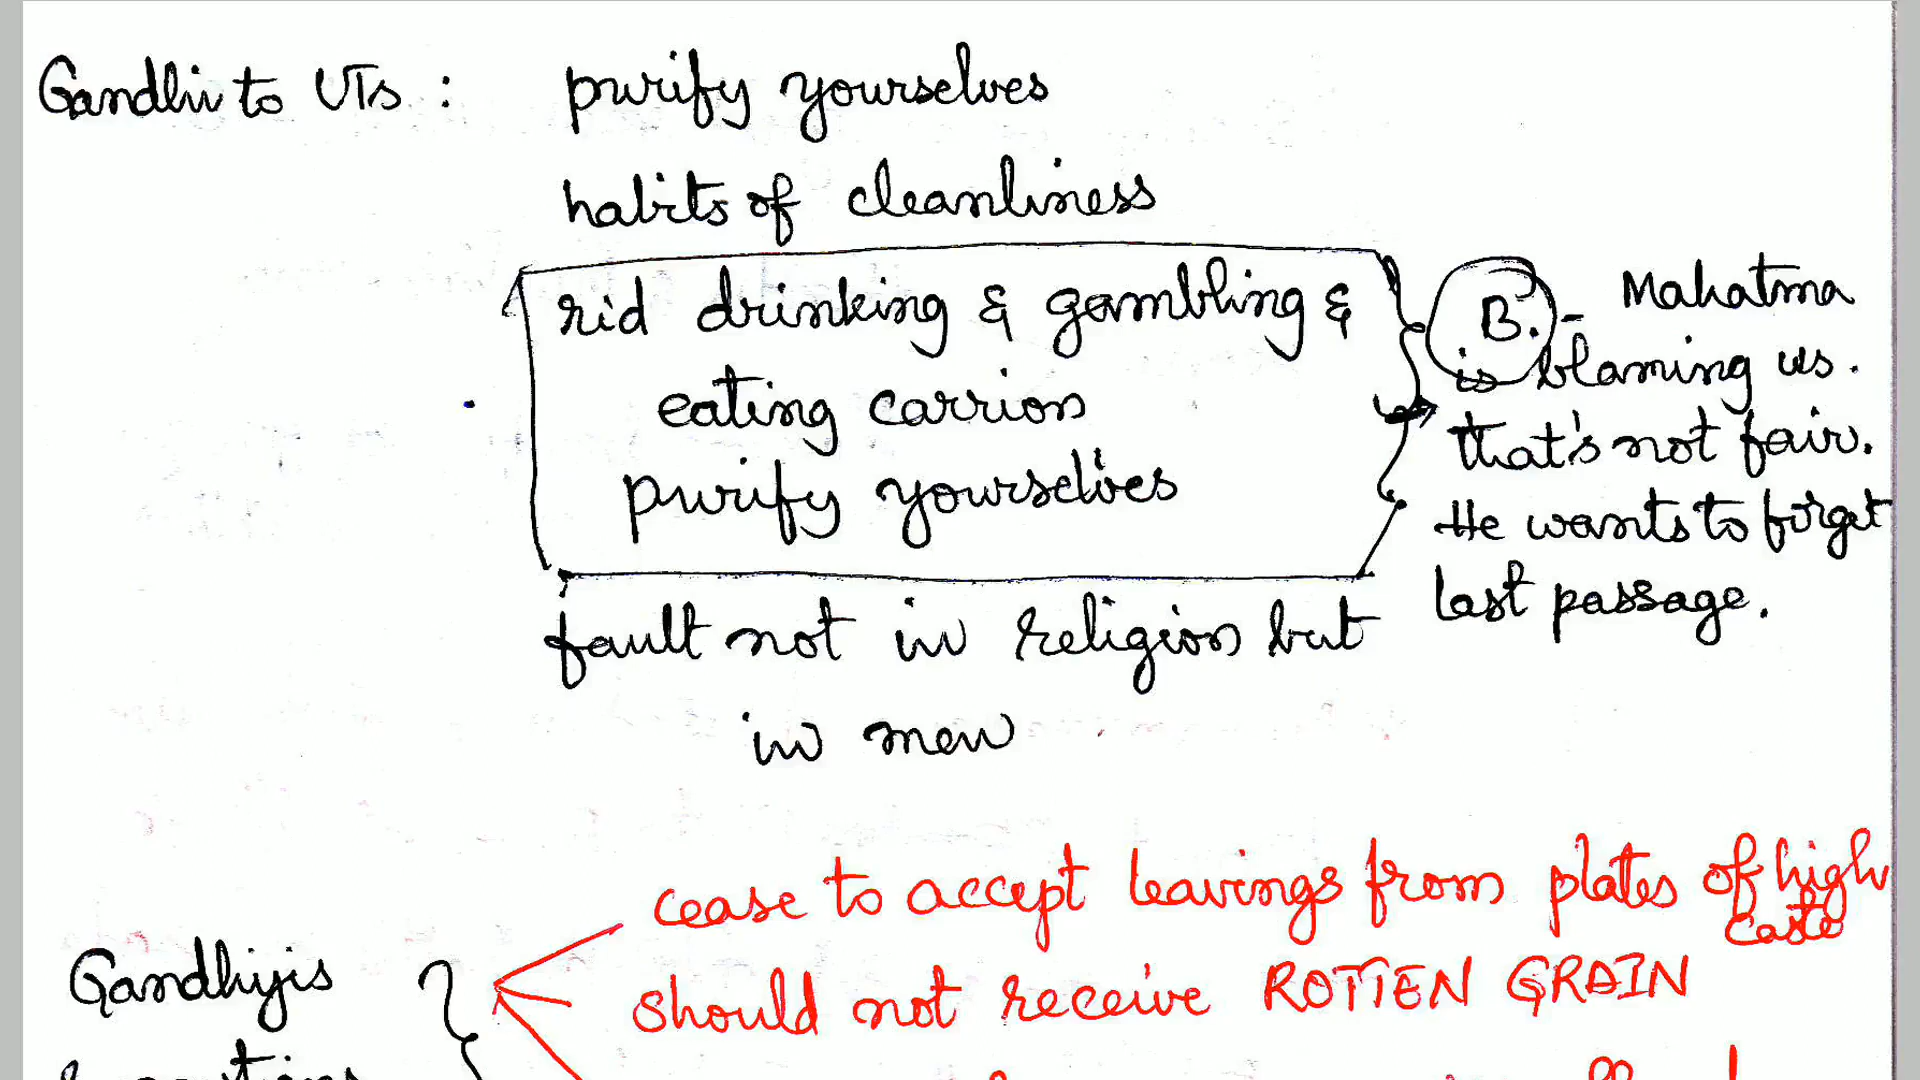 Gandhi to UTs : purify yourselves
habits of cleanliness
rid drinking & gambling &
eating carrion
purify yourselves
B. - Mahatma
is blaming us.
that's not fair.
He wants to forget
last passage.
fault not in religion but
in men
cease to accept leavings from plates of high
caste
Gandhijis
should not receive ROTTEN GRAIN